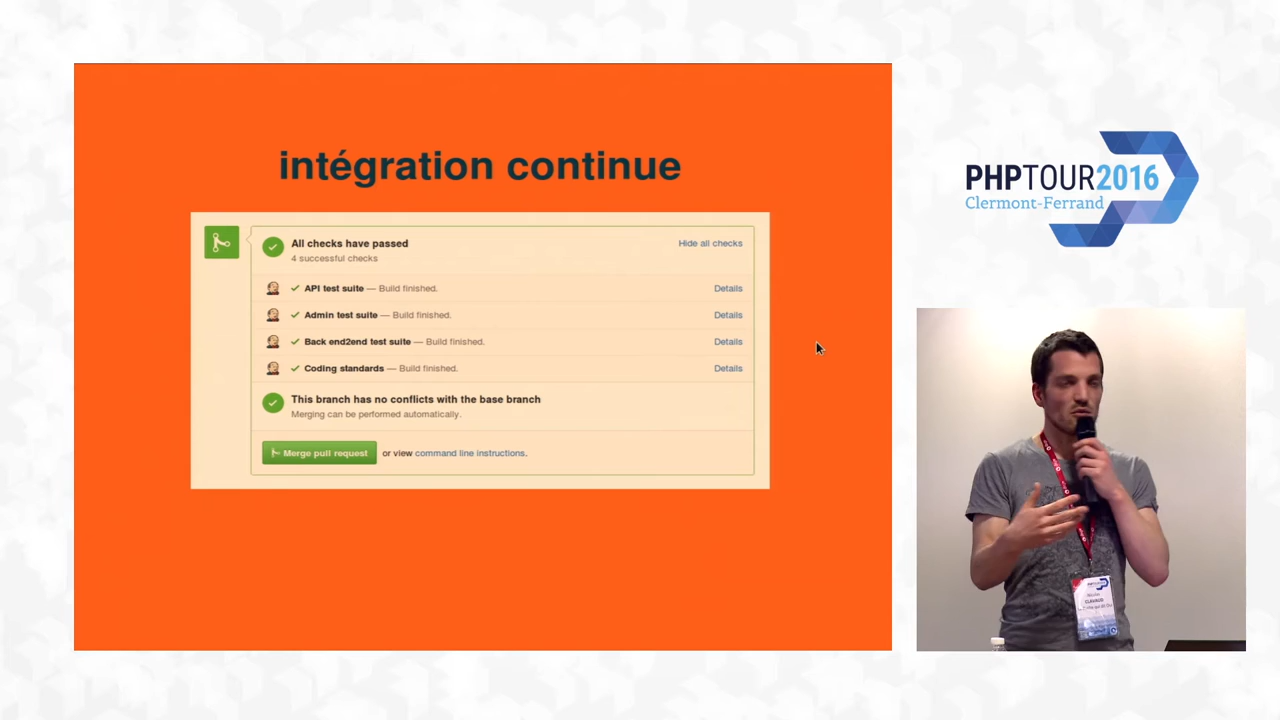 intégration continue
All checks have passed
Hide all checks
4 successful checks
API test suite — Build finished.
Details
Admin test suite — Build finished.
Details
Back end2end test suite — Build finished.
Details
Coding standards — Build finished.
Details
This branch has no conflicts with the base branch
Merging can be performed automatically.
Merge pull request or view command line instructions.
PHPTOUR2016
Clermont-Ferrand
PHPTOUR
CLAVAUD